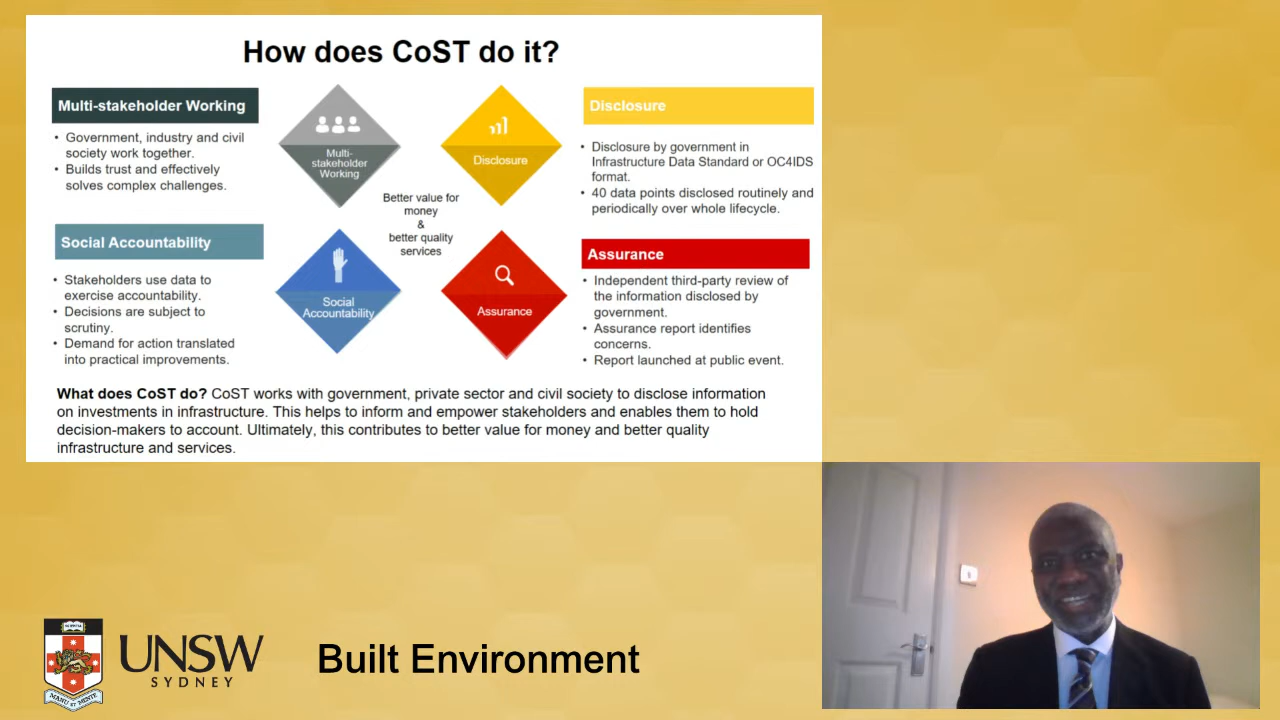 How does CoST do it?
Multi-stakeholder Working
• Government, industry and civil
society work together.
• Builds trust and effectively
solves complex challenges.
Social Accountability
• Stakeholders use data to
exercise accountability.
• Decisions are subject to
scrutiny.
• Demand for action translated
into practical improvements.
Multi-
stakeholder
Working
Disclosure
Better value for
money
&
better quality
services
Social
Accountability
Assurance
Disclosure
• Disclosure by government in
Infrastructure Data Standard or OC4IDS
format.
• 40 data points disclosed routinely and
periodically over whole lifecycle.
Assurance
• Independent third-party review of
the information disclosed by
government.
• Assurance report identifies
concerns.
• Report launched at public event.
What does CoST do? CoST works with government, private sector and civil society to disclose information
on investments in infrastructure. This helps to inform and empower stakeholders and enables them to hold
decision-makers to account. Ultimately, this contributes to better value for money and better quality
infrastructure and services.
UNSW
SYDNEY
MANU ET MENTE
Built Environment